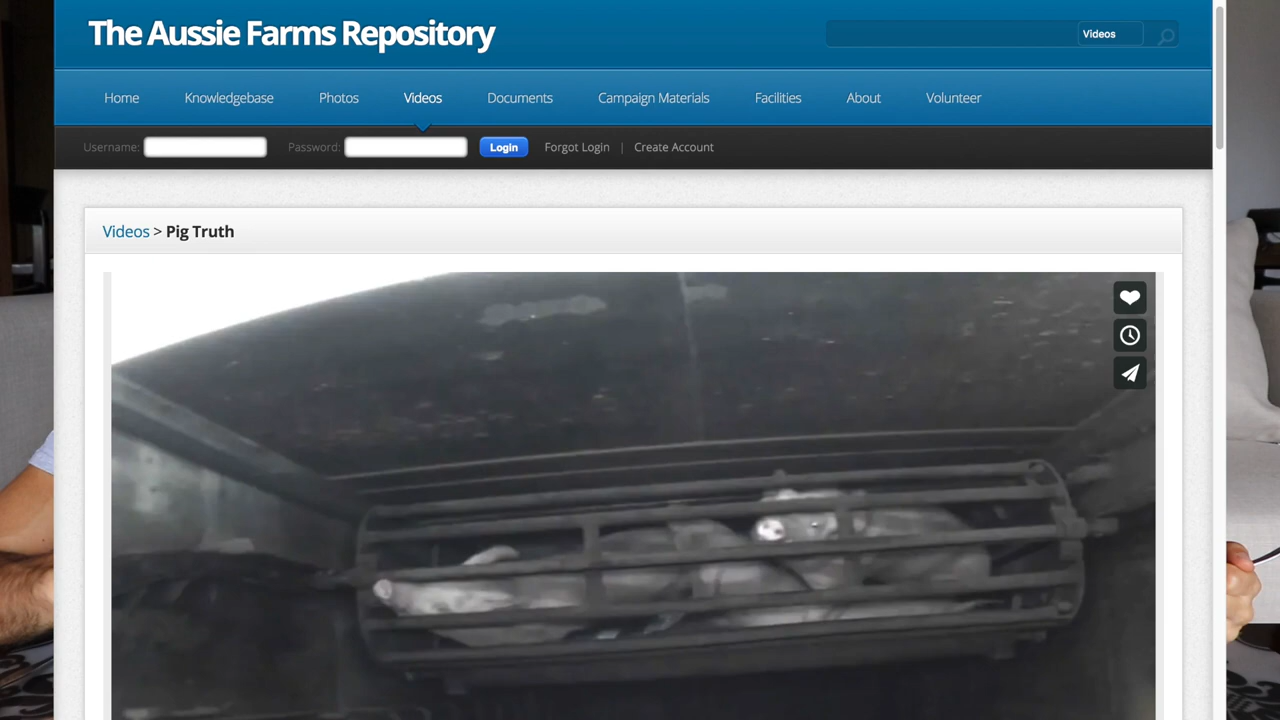 The Aussie Farms Repository
Videos
Home Knowledgebase Photos Videos Documents Campaign Materials Facilities About Volunteer
Username: Password: Login Forgot Login | Create Account
Videos > Pig Truth